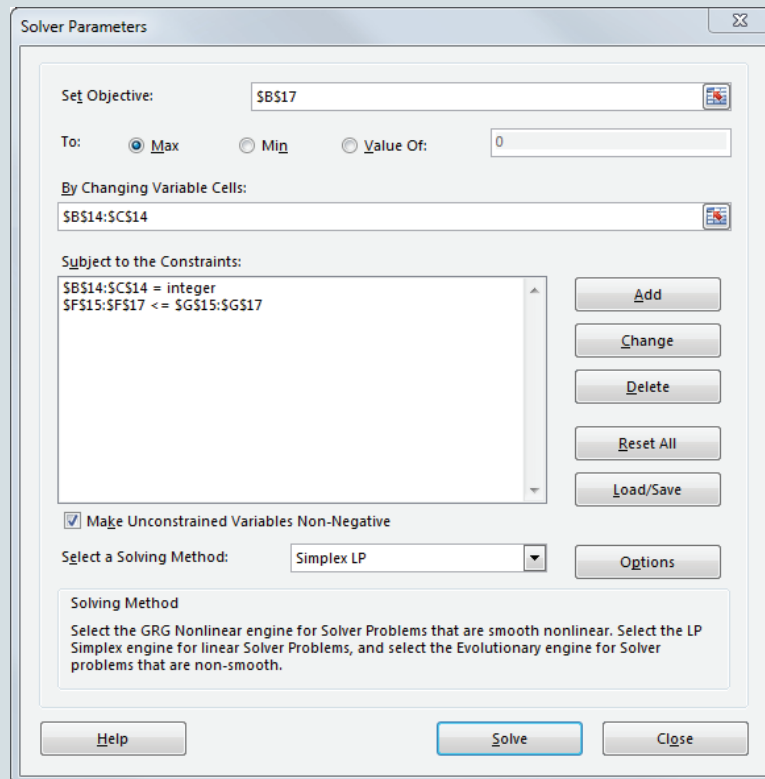 Solver Parameters
Set Objective: $B$17
To: Max Min Value Of: 0
By Changing Variable Cells:
$B$14:$C$14
Subject to the Constraints:
$B$14:$C$14 = integer
$F$15:$F$17 <= $G$15:$G$17
Add
Change
Delete
Reset All
Load/Save
Make Unconstrained Variables Non-Negative
Select a Solving Method: Simplex LP Options
Solving Method
Select the GRG Nonlinear engine for Solver Problems that are smooth nonlinear. Select the LP
Simplex engine for linear Solver Problems, and select the Evolutionary engine for Solver
problems that are non-smooth.
Help Solve Close